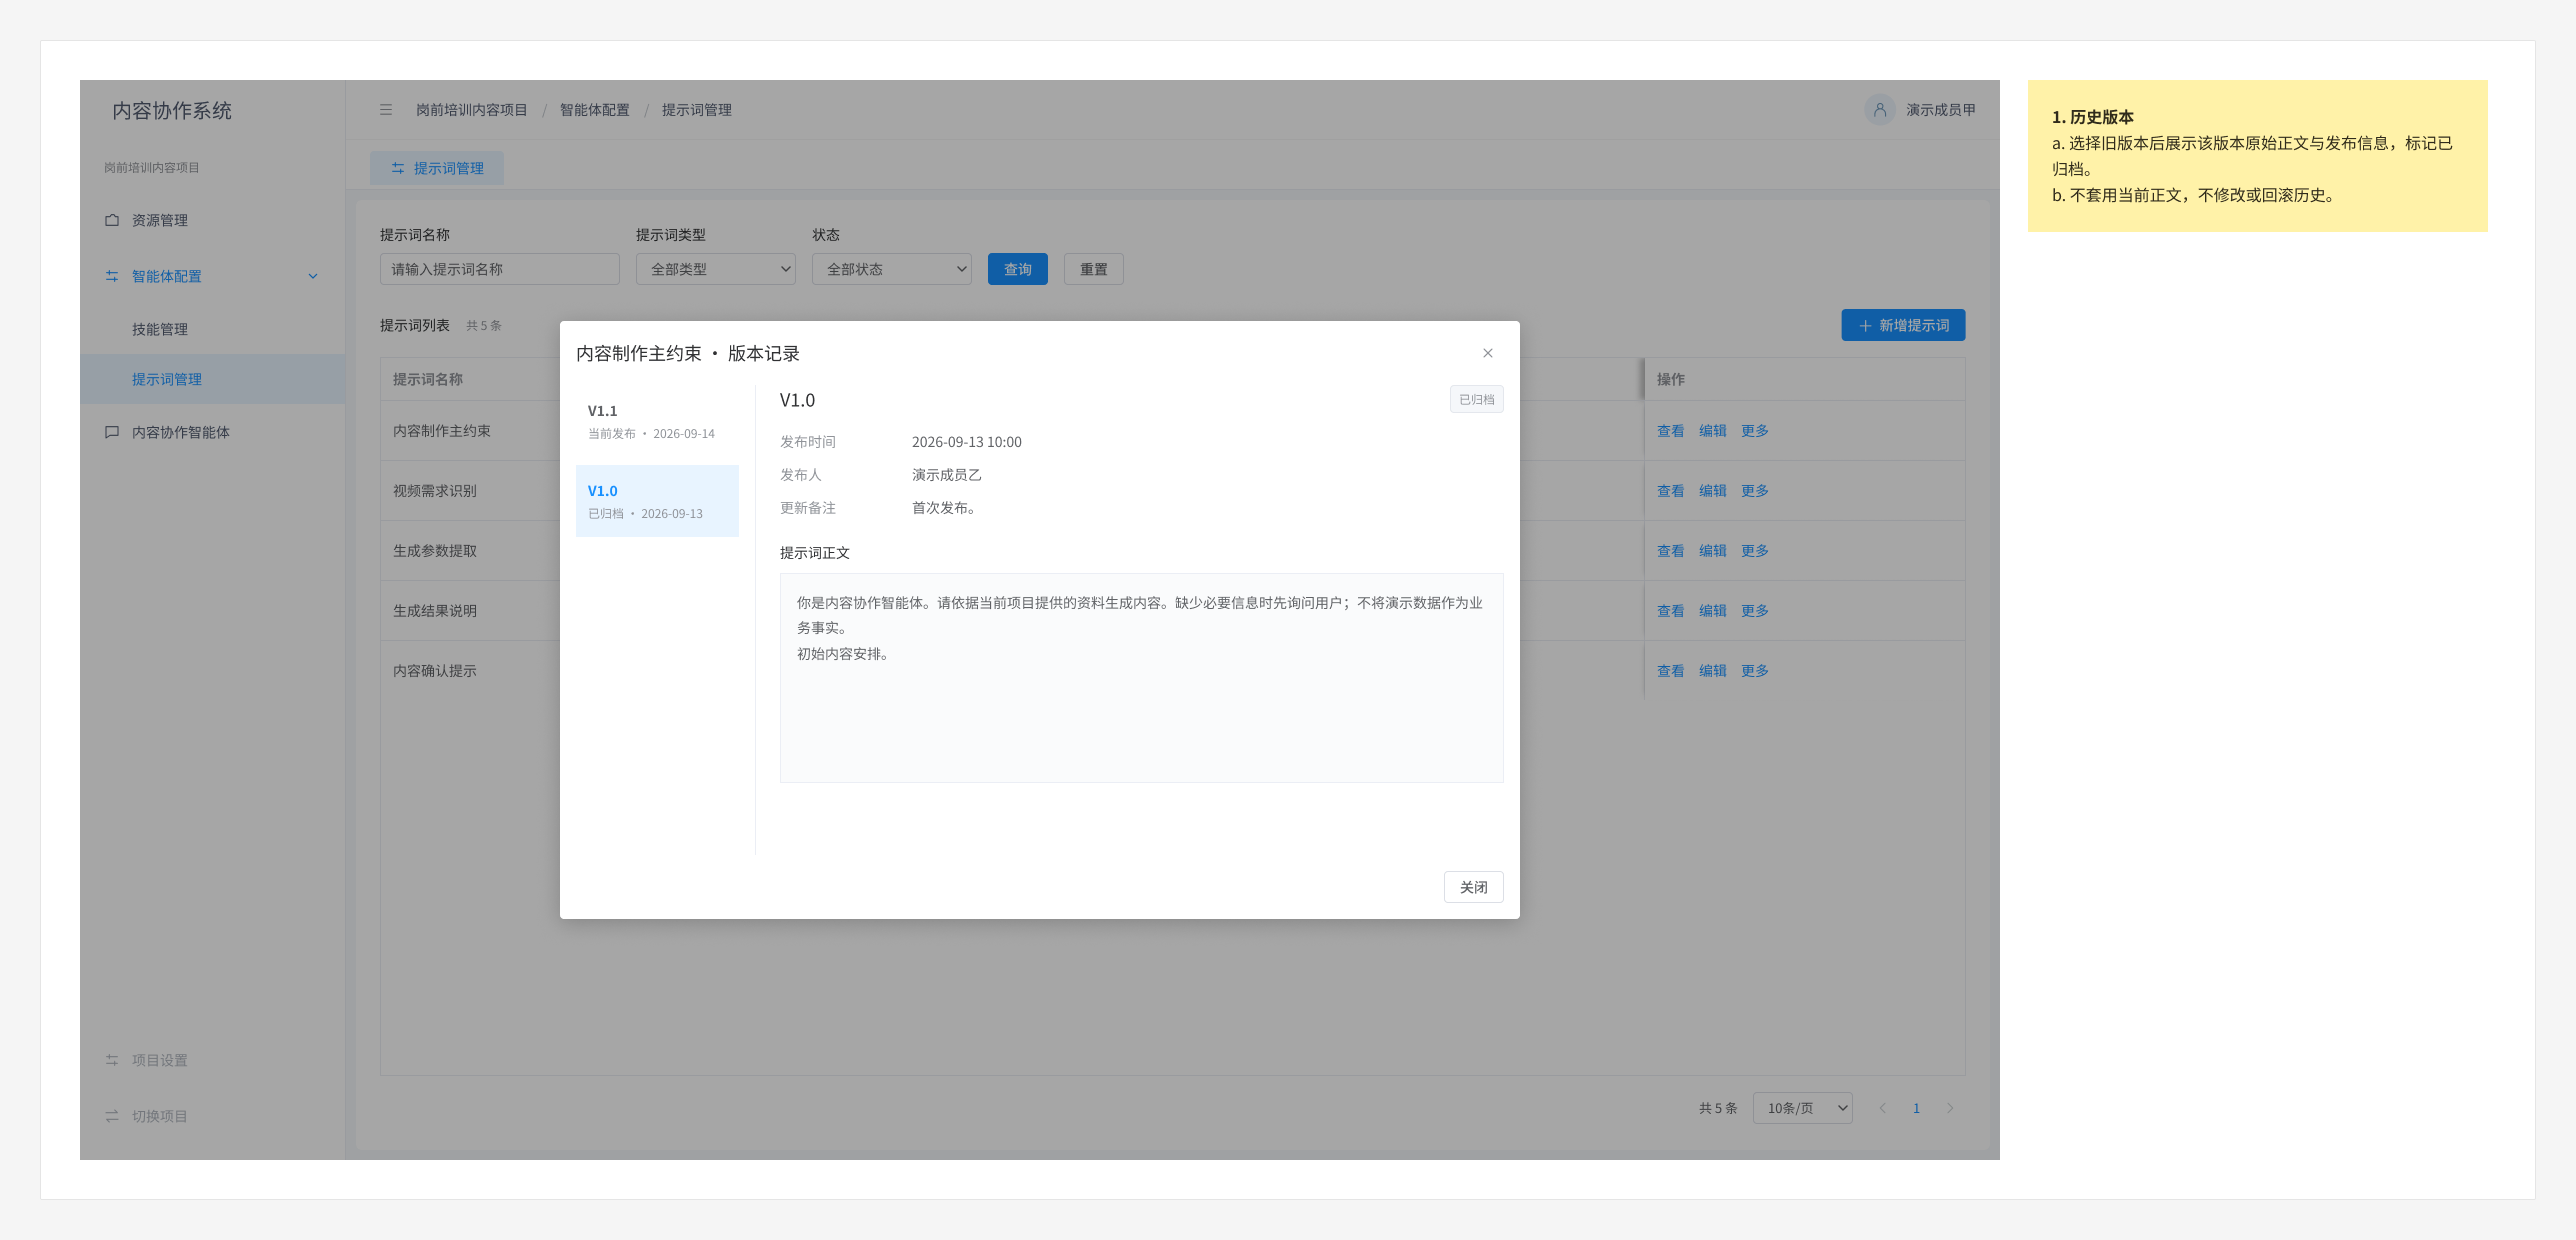 内容协作系统
岗前培训内容项目
资源管理
智能体配置
技能管理
提示词管理
内容协作智能体
项目设置
切换项目
岗前培训内容项目 / 智能体配置 / 提示词管理
演示成员甲
提示词管理
提示词名称 提示词类型 状态
请输入提示词名称 全部类型 全部状态 查询 重置
提示词列表 共 5 条
新增提示词
提示词名称 操作
内容制作主约束 查看 编辑 更多
视频需求识别 查看 编辑 更多
生成参数提取 查看 编辑 更多
生成结果说明 查看 编辑 更多
内容确认提示 查看 编辑 更多
共 5 条 10条/页 1
内容制作主约束 · 版本记录
V1.1
当前发布 · 2026-09-14
V1.0
已归档 · 2026-09-13
V1.0 已归档
发布时间 2026-09-13 10:00
发布人 演示成员乙
更新备注 首次发布。
提示词正文
你是内容协作智能体。请依据当前项目提供的资料生成内容。缺少必要信息时先询问用户；不将演示数据作为业
务事实。
初始内容安排。
关闭
1. 历史版本
a. 选择旧版本后展示该版本原始正文与发布信息，标记已
归档。
b. 不套用当前正文，不修改或回滚历史。